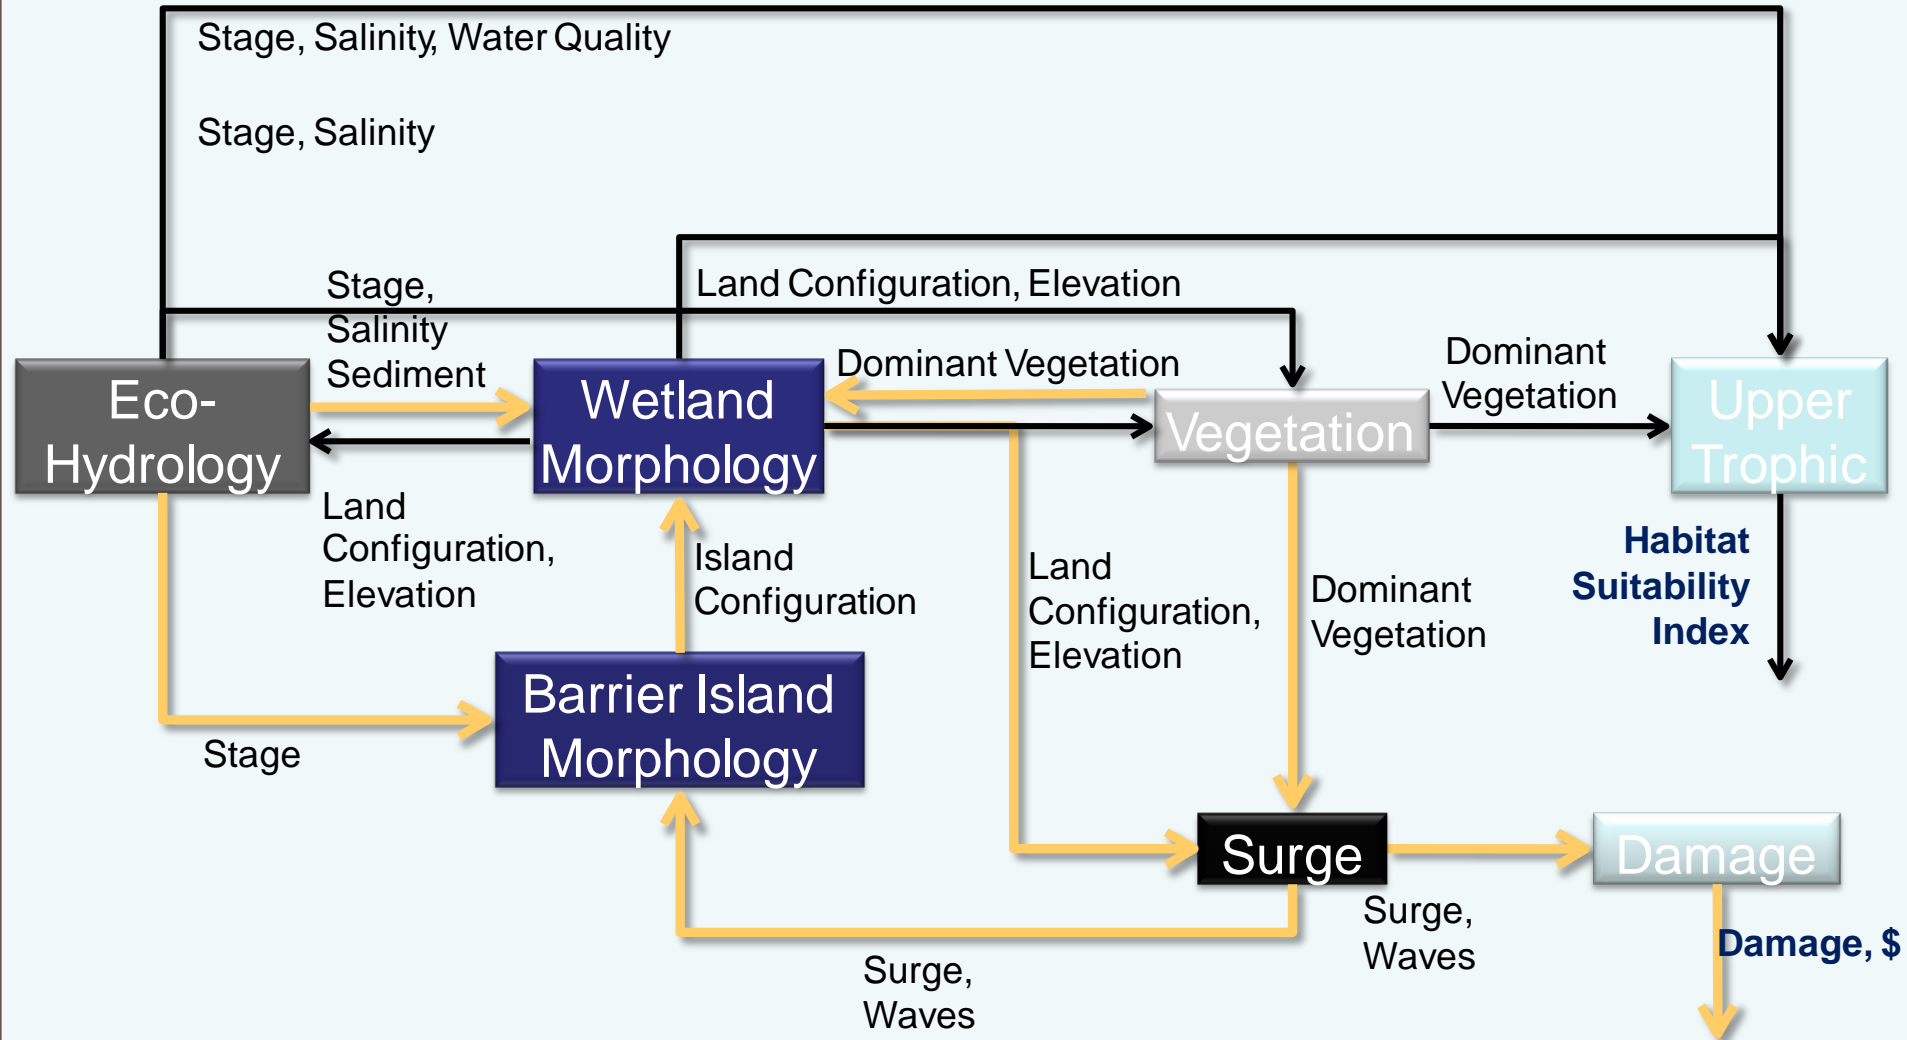 Stage, Salinity, Water Quality
Stage, Salinity
Stage,
Salinity
Sediment
Land Configuration, Elevation
Dominant Vegetation
Dominant
Vegetation
Eco-
Hydrology
Wetland
Morphology
Vegetation
Upper
Trophic
Land
Configuration,
Elevation
Island
Configuration
Land
Configuration,
Elevation
Dominant
Vegetation
Habitat
Suitability
Index
Barrier Island
Morphology
Stage
Surge
Damage
Surge,
Waves
Surge,
Waves
Damage, $